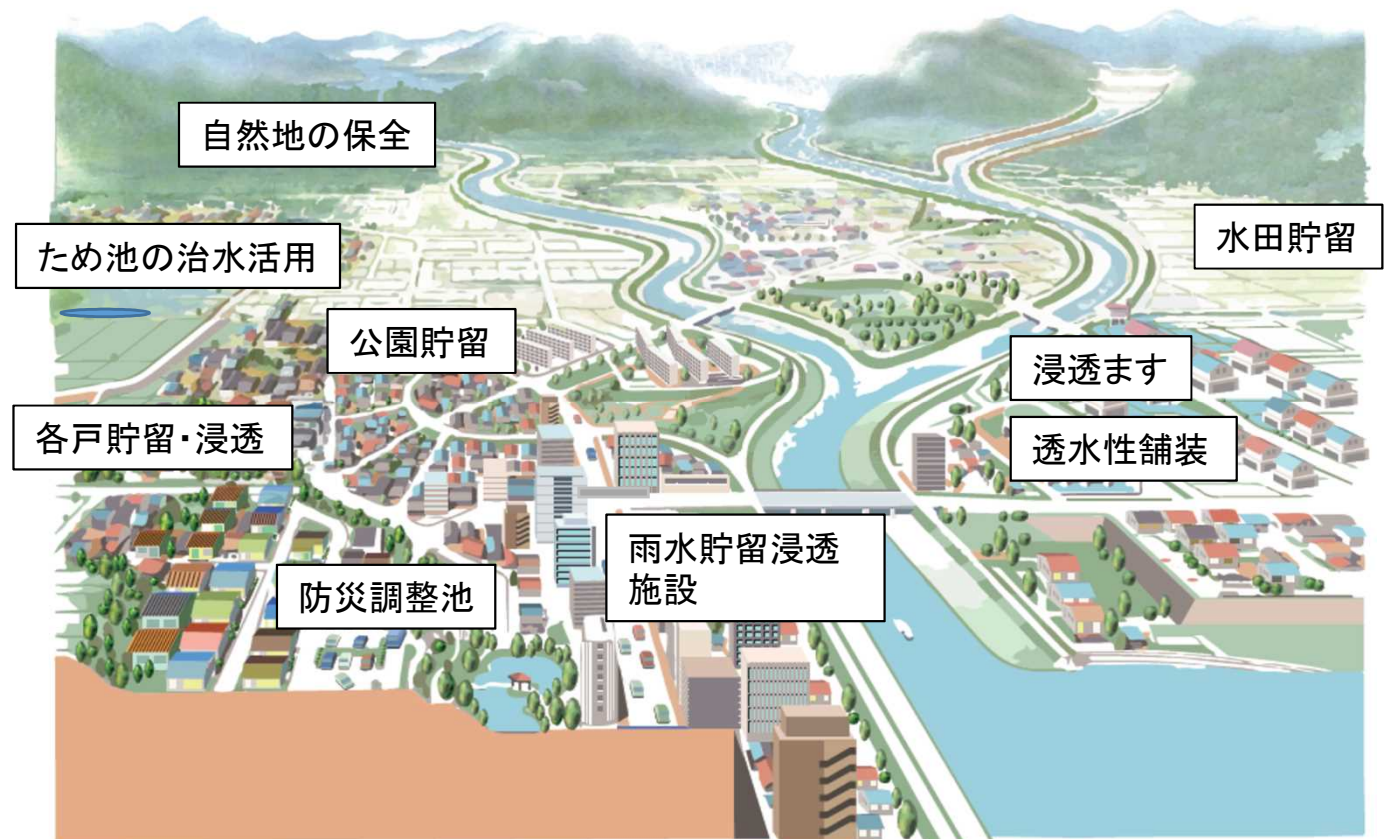 自然地の保全
ため池の治水活用
水田貯留
公園貯留
浸透ます
各戸貯留・浸透
透水性舗装
雨水貯留浸透
施設
防災調整池